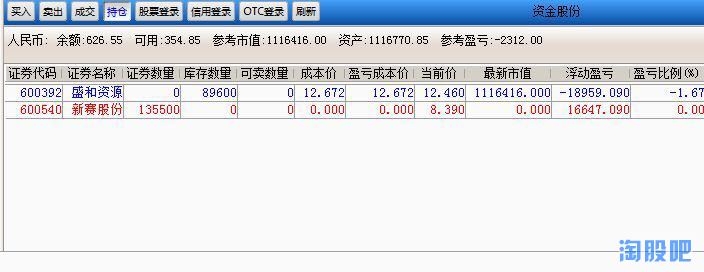 买入 卖出 成交 持仓 股票登录 信用登录 OTC登录 刷新 资金股份
人民币: 余额:626.55 可用:354.85 参考市值:1116416.00 资产:1116770.85 参考盈亏:-2312.00
证券代码 证券名称 证券数量 库存数量 可卖数量 成本价 盈亏成本价 当前价 最新市值 浮动盈亏 盈亏比例(%)
600392 盛和资源 0 89600 0 12.672 12.672 12.460 1116416.000 -18959.090 -1.67
600540 新赛股份 135500 0 0 0.000 0.000 8.390 0.000 16647.090 0.00
淘股吧